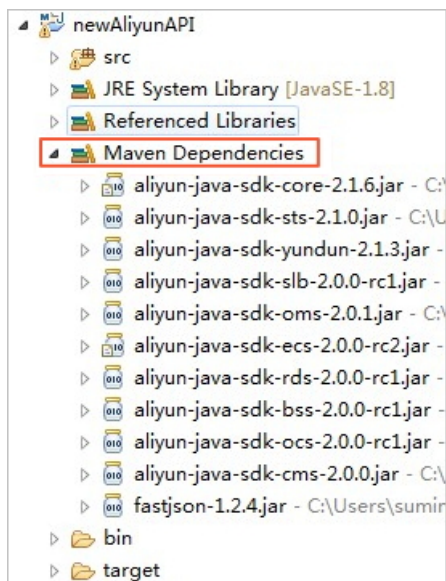 newAliyunAPI
src
JRE System Library [JavaSE-1.8]
Referenced Libraries
Maven Dependencies
aliyun-java-sdk-core-2.1.6.jar - C:\
aliyun-java-sdk-sts-2.1.0.jar - C:\U
aliyun-java-sdk-yundun-2.1.3.jar -
aliyun-java-sdk-slb-2.0.0-rc1.jar -
aliyun-java-sdk-oms-2.0.1.jar - C:\
aliyun-java-sdk-ecs-2.0.0-rc2.jar -
aliyun-java-sdk-rds-2.0.0-rc1.jar -
aliyun-java-sdk-bss-2.0.0-rc1.jar -
aliyun-java-sdk-ocs-2.0.0-rc1.jar -
aliyun-java-sdk-cms-2.0.0.jar - C:\
fastjson-1.2.4.jar - C:\Users\sumin
bin
target